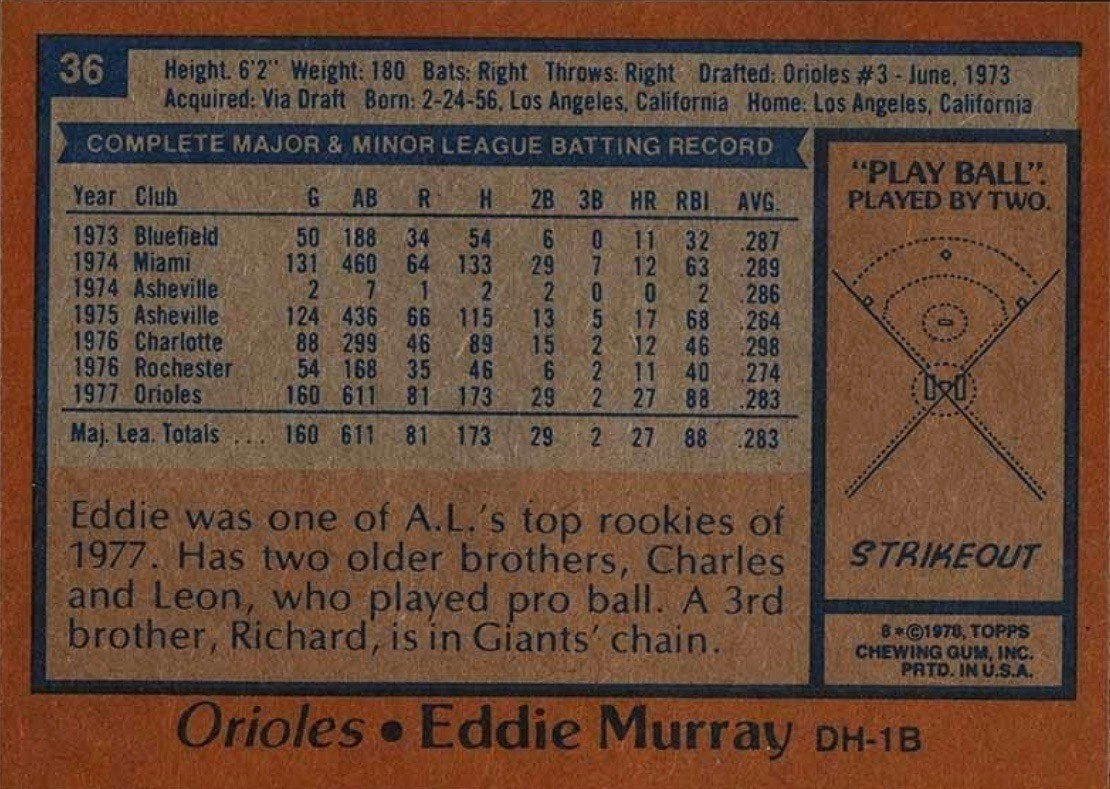 36
Height. 6'2" Weight: 180 Bats: Right Throws: Right Drafted: Orioles #3 - June, 1973
Acquired: Via Draft Born: 2-24-56, Los Angeles, California Home: Los Angeles, California
COMPLETE MAJOR & MINOR LEAGUE BATTING RECORD
Year Club G AB R H 2B 3B HR RBI AVG.
1973 Bluefield 50 188 34 54 6 0 11 32 .287
1974 Miami 131 460 64 133 29 7 12 63 .289
1974 Asheville 2 7 1 2 2 0 0 2 .286
1975 Asheville 124 436 66 115 13 5 17 68 .264
1976 Charlotte 88 299 46 89 15 2 12 46 .298
1976 Rochester 54 168 35 46 6 2 11 40 .274
1977 Orioles 160 611 81 173 29 2 27 88 .283
Maj. Lea. Totals ... 160 611 81 173 29 2 27 88 .283
Eddie was one of A.L.'s top rookies of
1977. Has two older brothers, Charles
and Leon, who played pro ball. A 3rd
brother, Richard, is in Giants' chain.
"PLAY BALL".
PLAYED BY TWO.
STRIKEOUT
8*©1978, TOPPS
CHEWING GUM, INC.
PRTD. IN U.S.A.
Orioles • Eddie Murray DH-1B